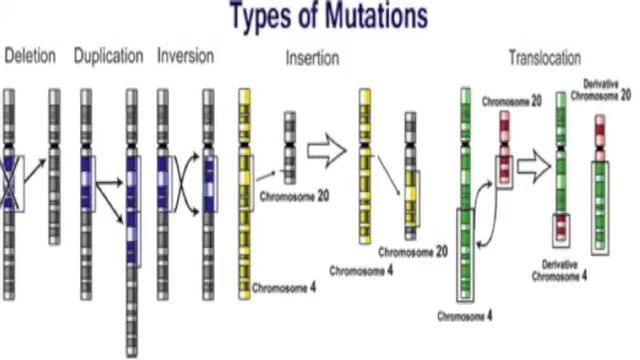 Types of Mutations
Deletion Duplication Inversion Insertion Translocation
Chromosome 20
Derivative
Chromosome 20
Chromosome 20
Chromosome 20
Chromosome 4
Chromosome 4
Derivative
Chromosome 4
Chromosome 4